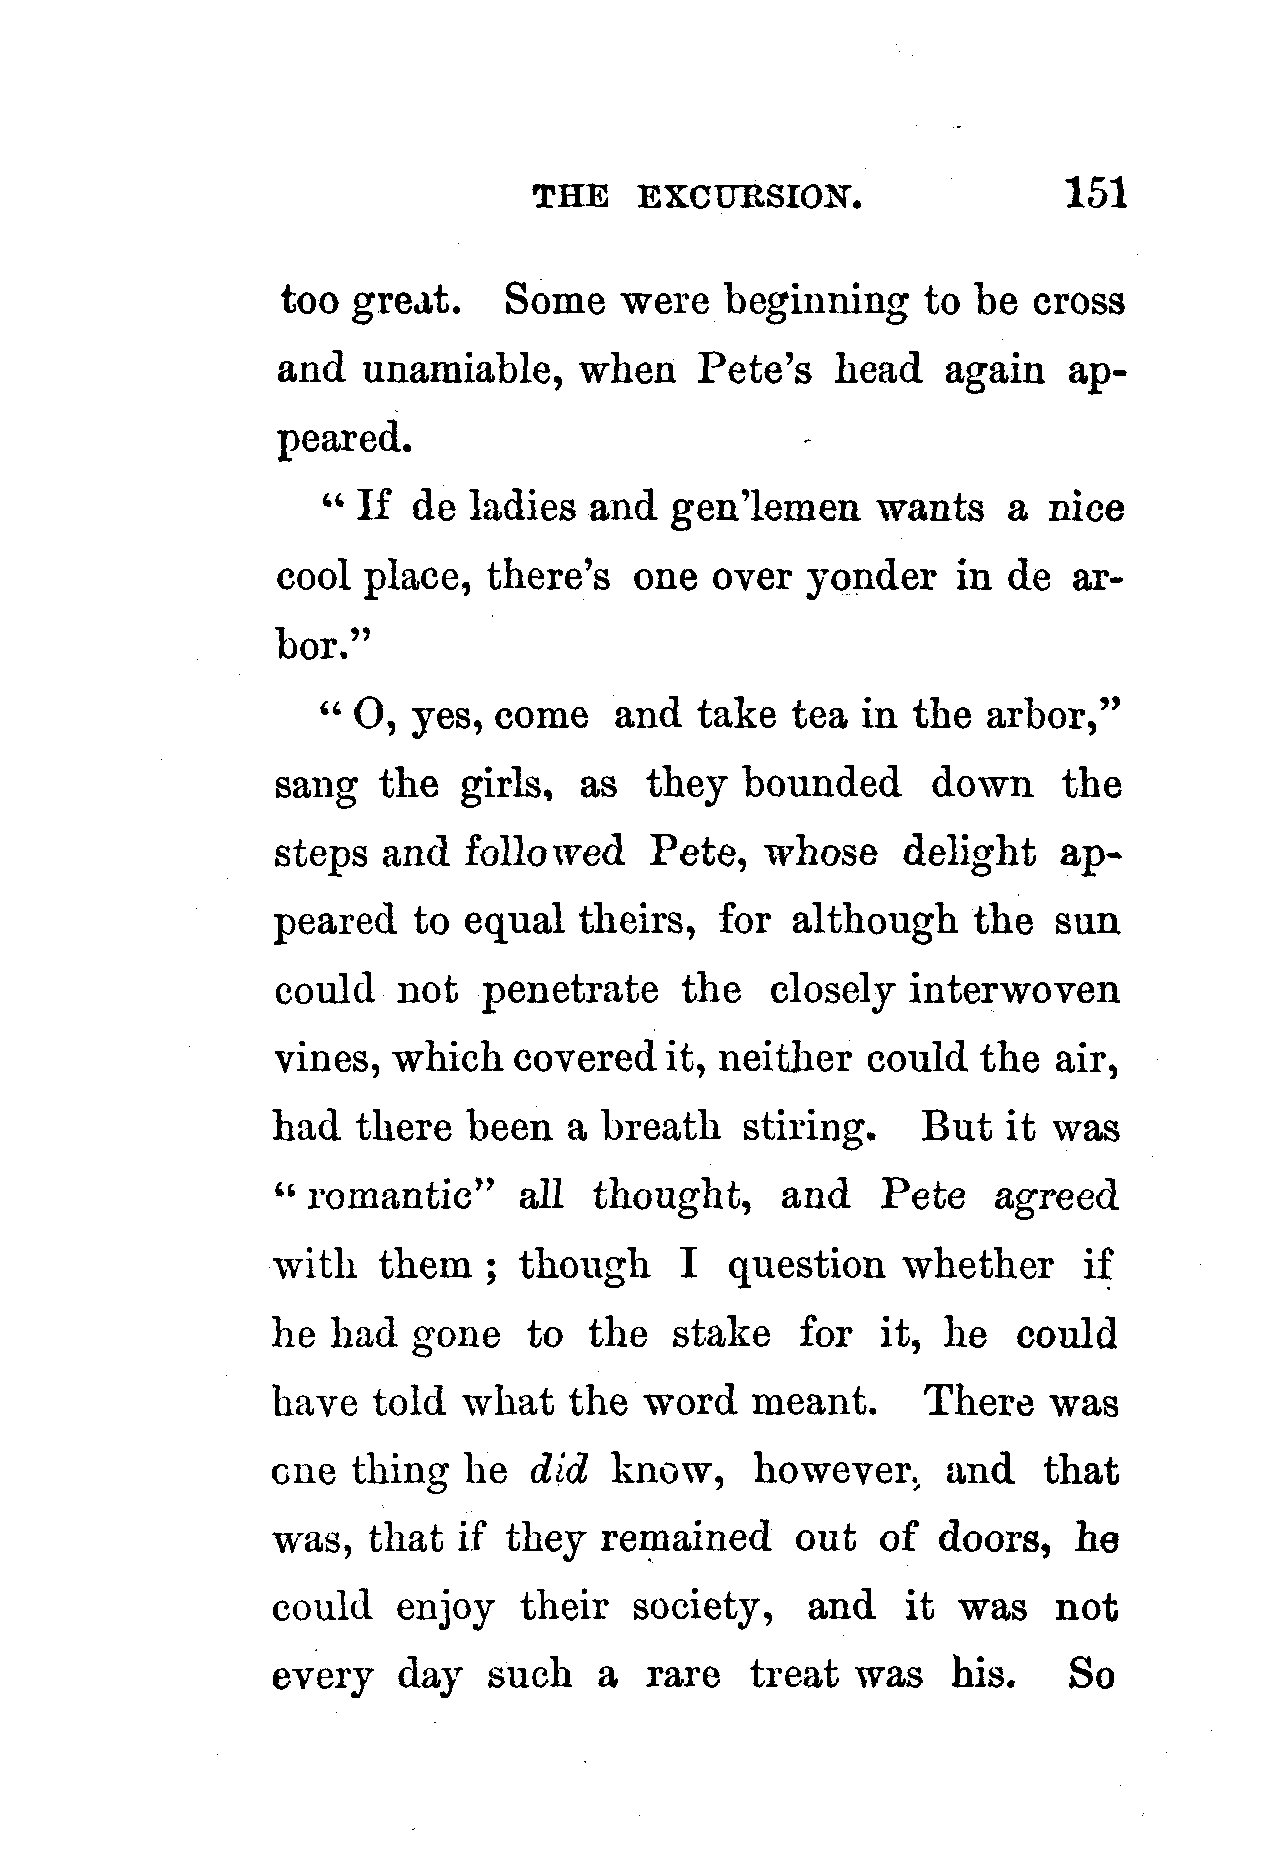 THE EXCURSION. 151
too great. Some were beginning to be cross
and unamiable, when Pete's head again ap-
peared.
" If de ladies and gen'lemen wants a nice
cool place, there's one over yonder in de ar-
bor."
" O, yes, come and take tea in the arbor,"
sang the girls, as they bounded down the
steps and followed Pete, whose delight ap-
peared to equal theirs, for although the sun
could not penetrate the closely interwoven
vines, which covered it, neither could the air,
had there been a breath stiring. But it was
" romantic" all thought, and Pete agreed
with them ; though I question whether if
he had gone to the stake for it, he could
have told what the word meant. There was
one thing he did know, however, and that
was, that if they remained out of doors, he
could enjoy their society, and it was not
every day such a rare treat was his. So